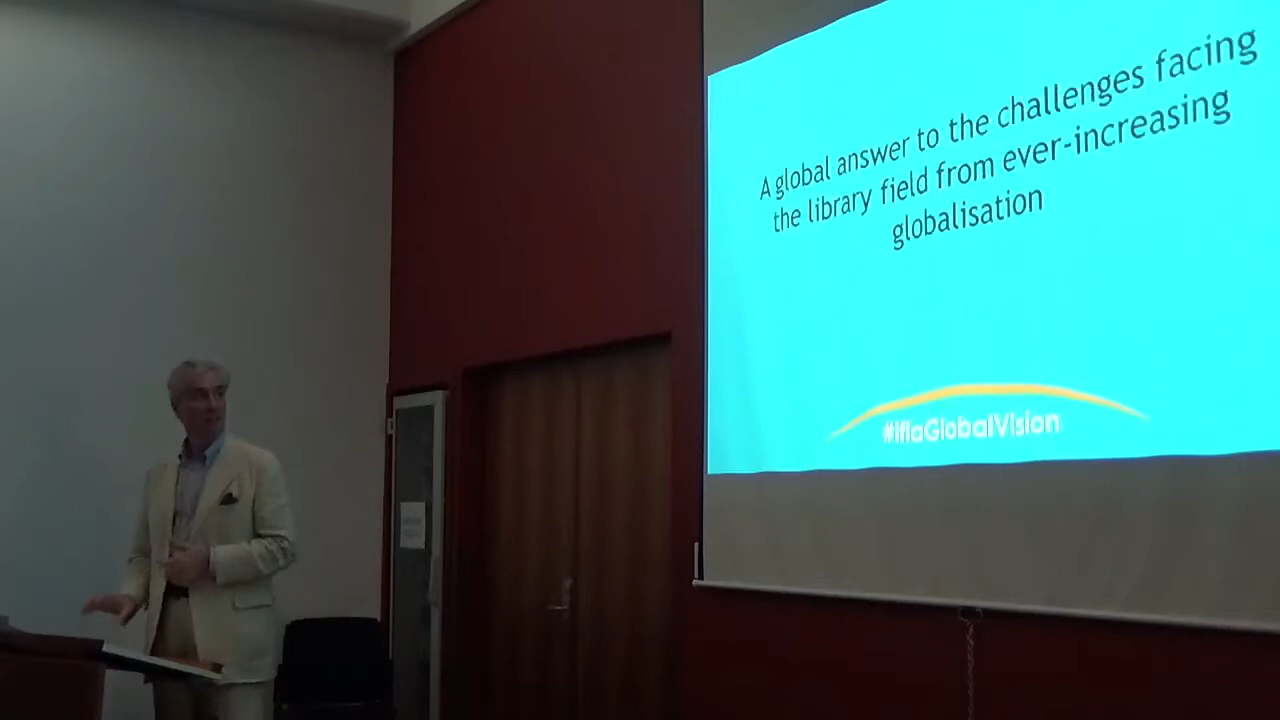 A global answer to the challenges facing
the library field from ever-increasing
globalisation
#IflaGlobalVision